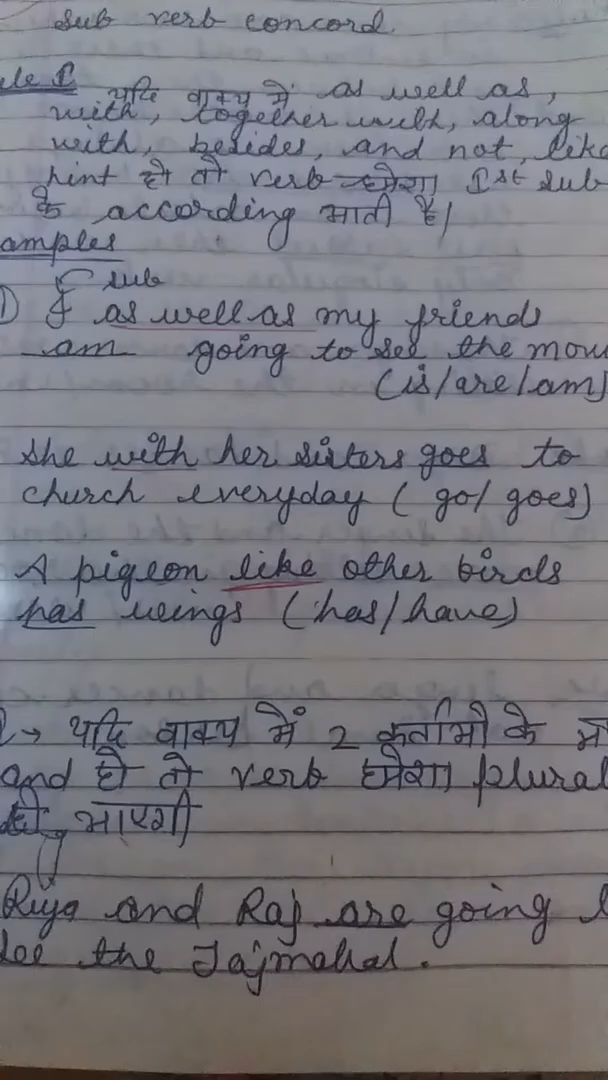 Sub verb concord.
यदि वाक्य में as well as,
with, together with, along
with, besides, and not, like
hint हो तो verb हमेशा Ist sub
के according आती है।
amples
sub
① I as well as my friends
am going to see the
(is/are/am)
She with her sisters goes to
church everyday (go/goes)
A pigeon like other birds
has wings (has/have)
यदि वाक्य में 2 कर्ताओ के
and हो तो verb हमेशा plural
ही आएगी
Riya and Raj are going
see the Tajmahal.